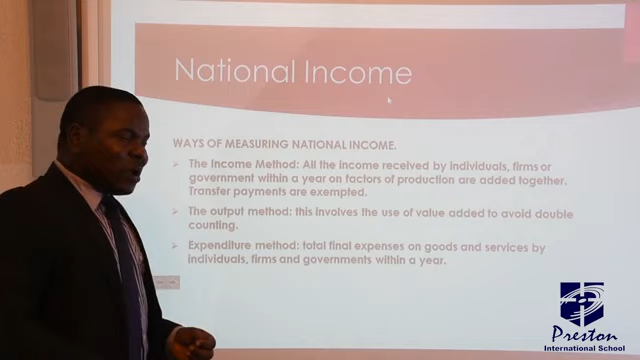 National Income
WAYS OF MEASURING NATIONAL INCOME.
The Income Method: All the income received by individuals, firms or
government within a year on factors of production are added together.
Transfer payments are exempted.
The output method: this involves the use of value added to avoid double
counting.
Expenditure method: total final expenses on goods and services by
individuals, firms and governments within a year.
Preston
International School